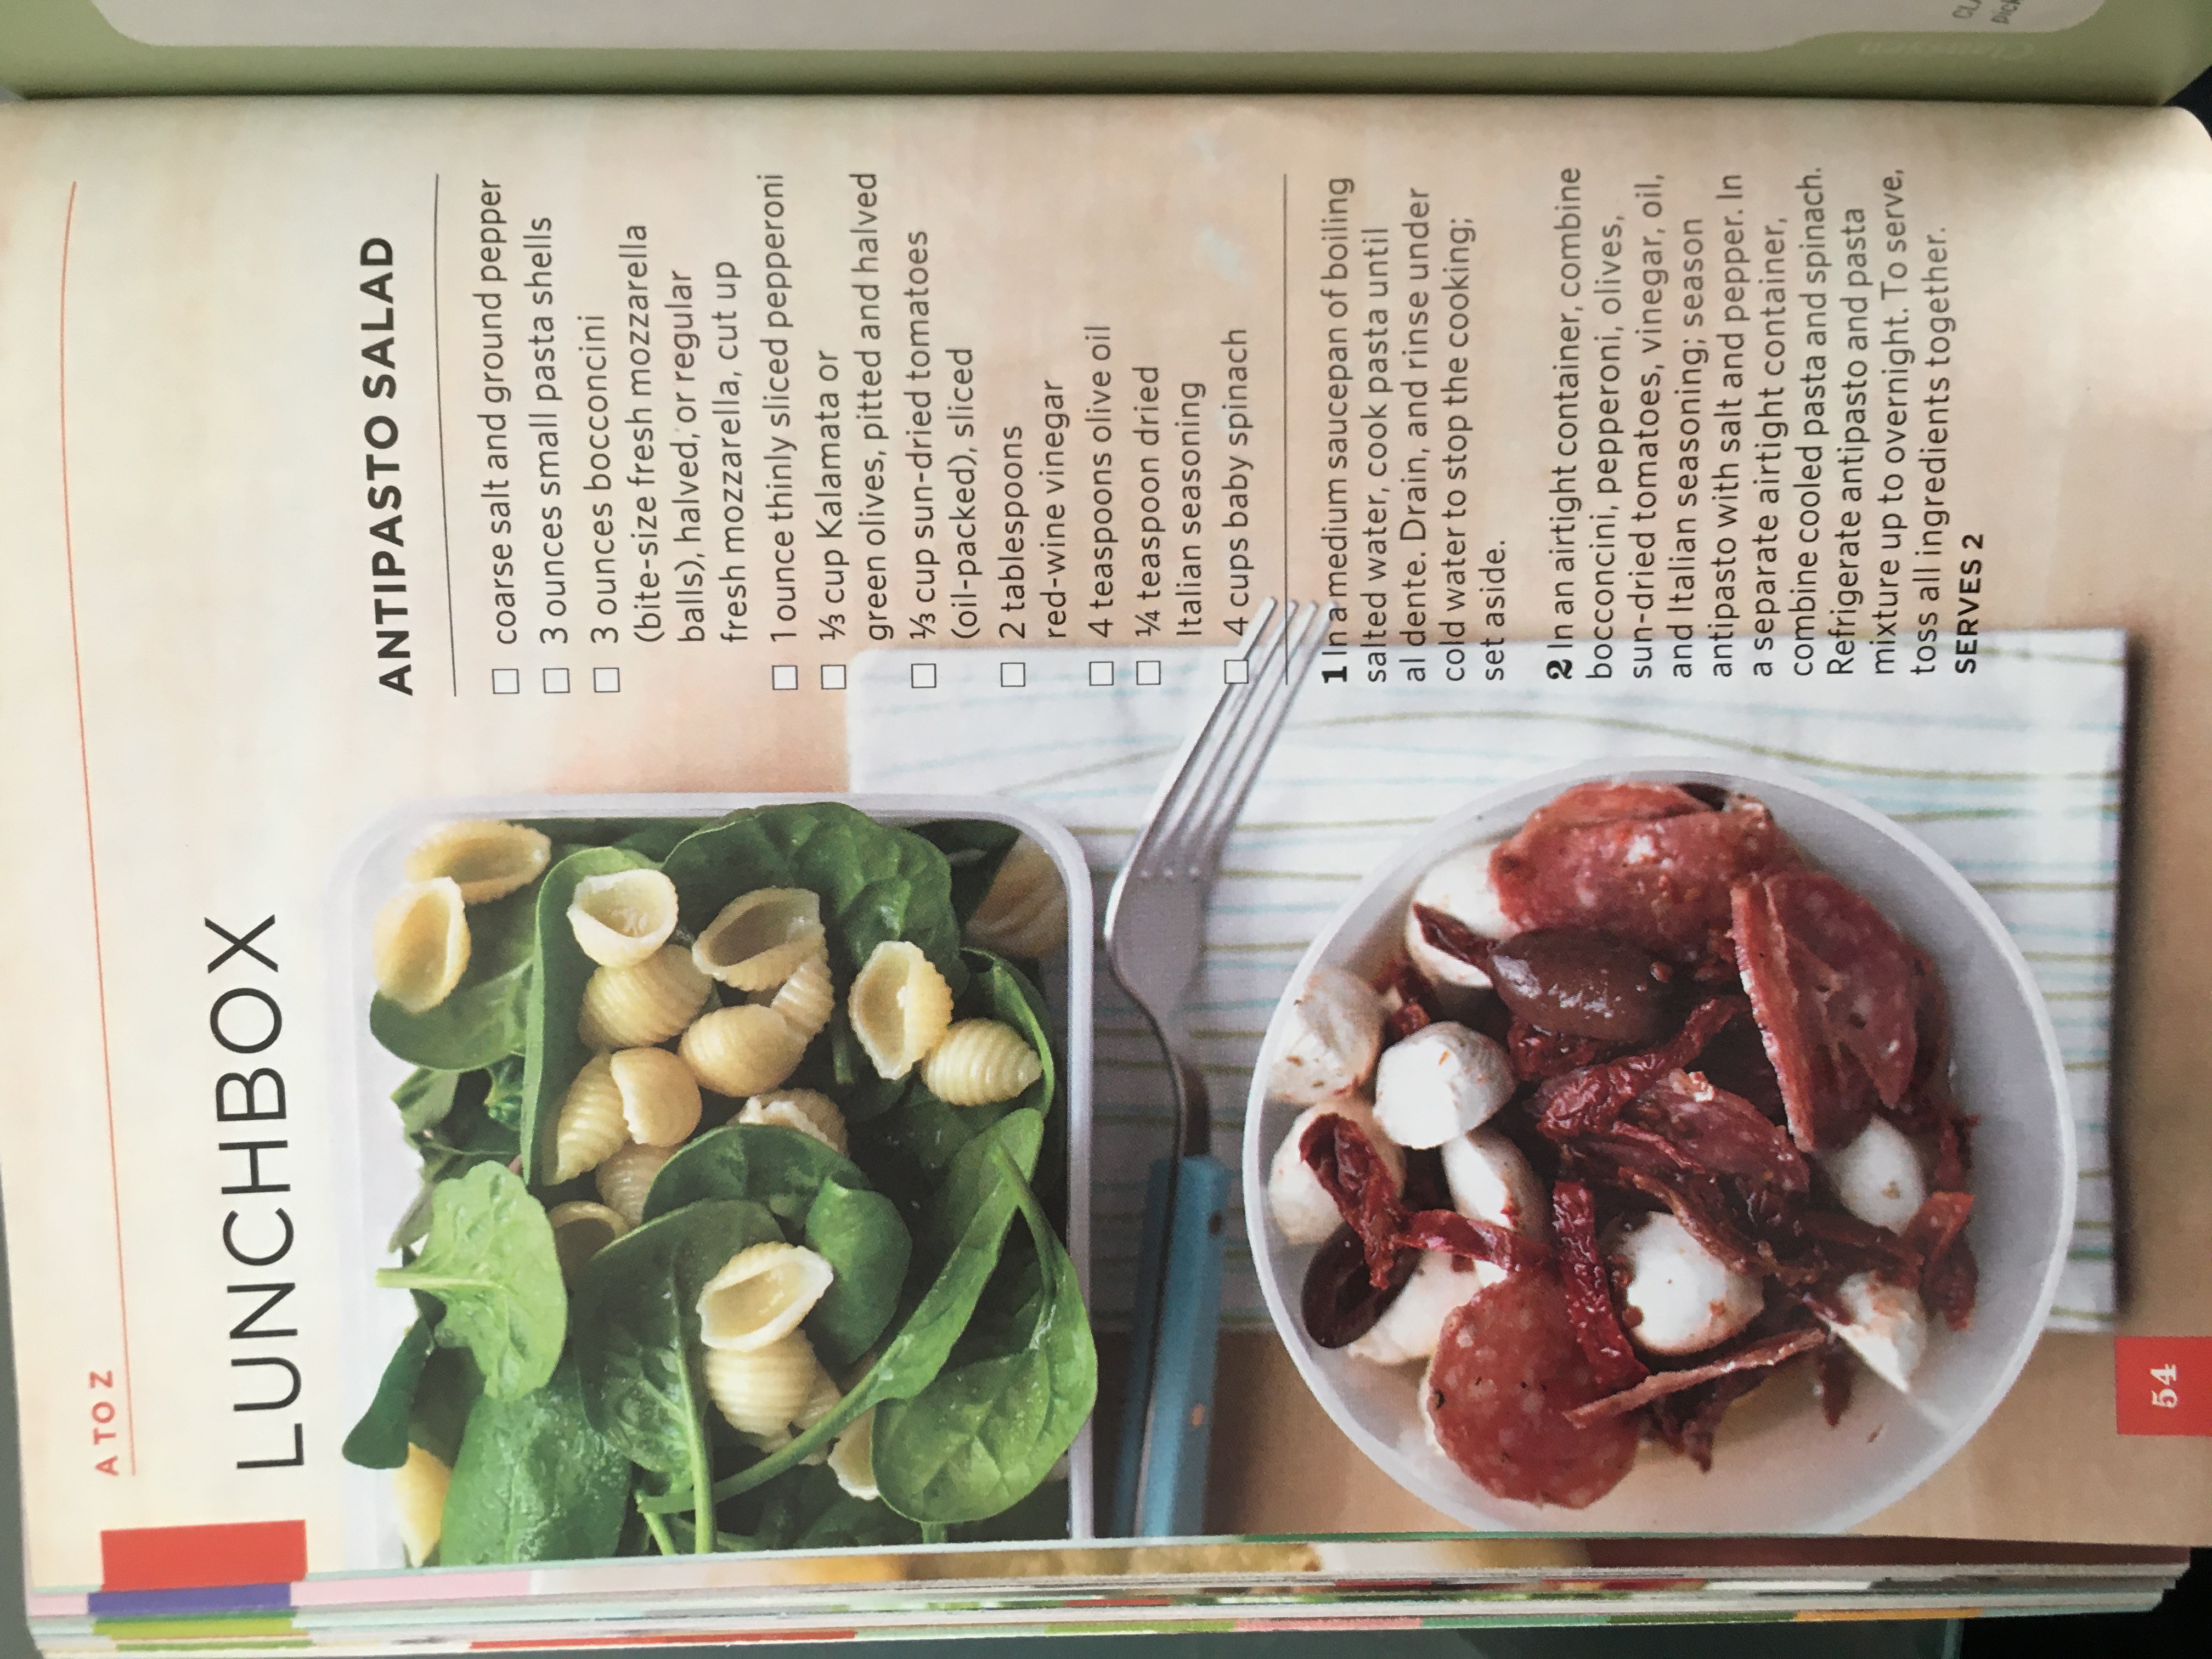 A TO Z
LUNCHBOX
ANTIPASTO SALAD
coarse salt and ground pepper
3 ounces small pasta shells
3 ounces bocconcini
(bite-size fresh mozzarella
balls), halved, or regular
fresh mozzarella, cut up
1 ounce thinly sliced pepperoni
⅓ cup Kalamata or
green olives, pitted and halved
⅓ cup sun-dried tomatoes
(oil-packed), sliced
2 tablespoons
red-wine vinegar
4 teaspoons olive oil
¼ teaspoon dried
Italian seasoning
4 cups baby spinach
1 In a medium saucepan of boiling
salted water, cook pasta until
al dente. Drain, and rinse under
cold water to stop the cooking;
set aside.
2 In an airtight container, combine
bocconcini, pepperoni, olives,
sun-dried tomatoes, vinegar, oil,
and Italian seasoning; season
antipasto with salt and pepper. In
a separate airtight container,
combine cooled pasta and spinach.
Refrigerate antipasto and pasta
mixture up to overnight. To serve,
toss all ingredients together.
SERVES 2
54